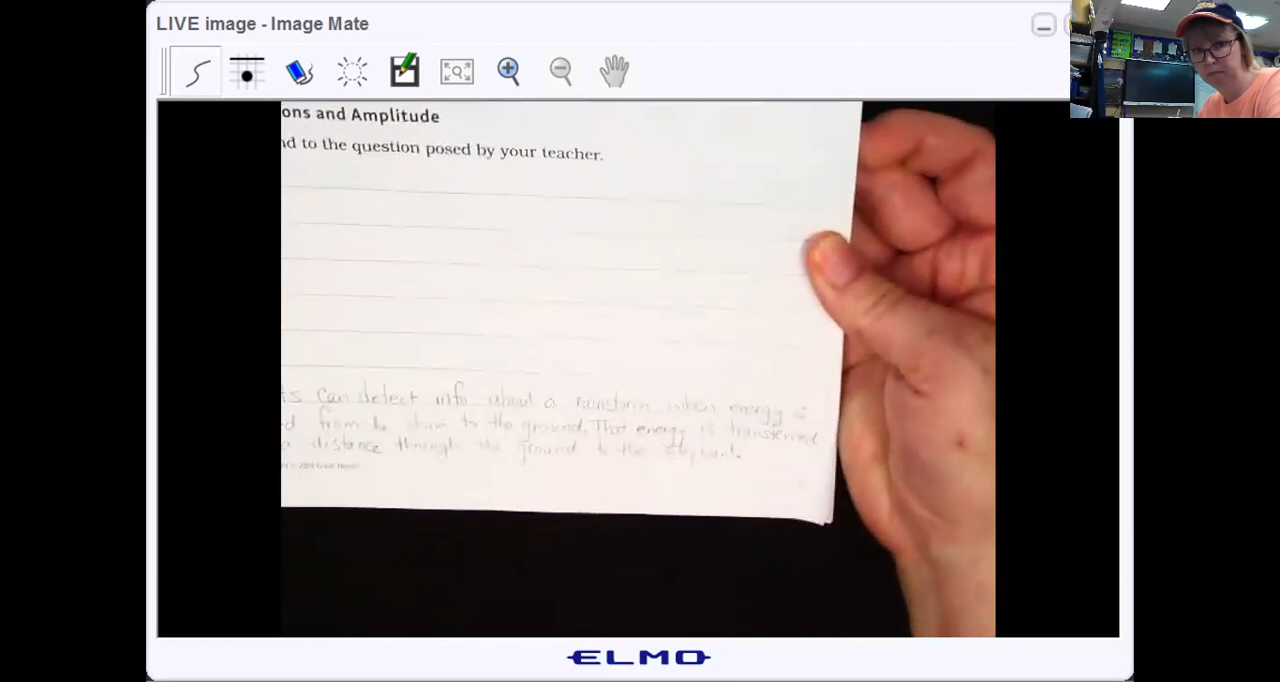 LIVE image - Image Mate
ons and Amplitude
nd to the question posed by your teacher.
ts can detect info about a rainstorm when energy is
d from the storm to the ground. That energy is transferred
a distance through the ground to the elephant.
ELMO